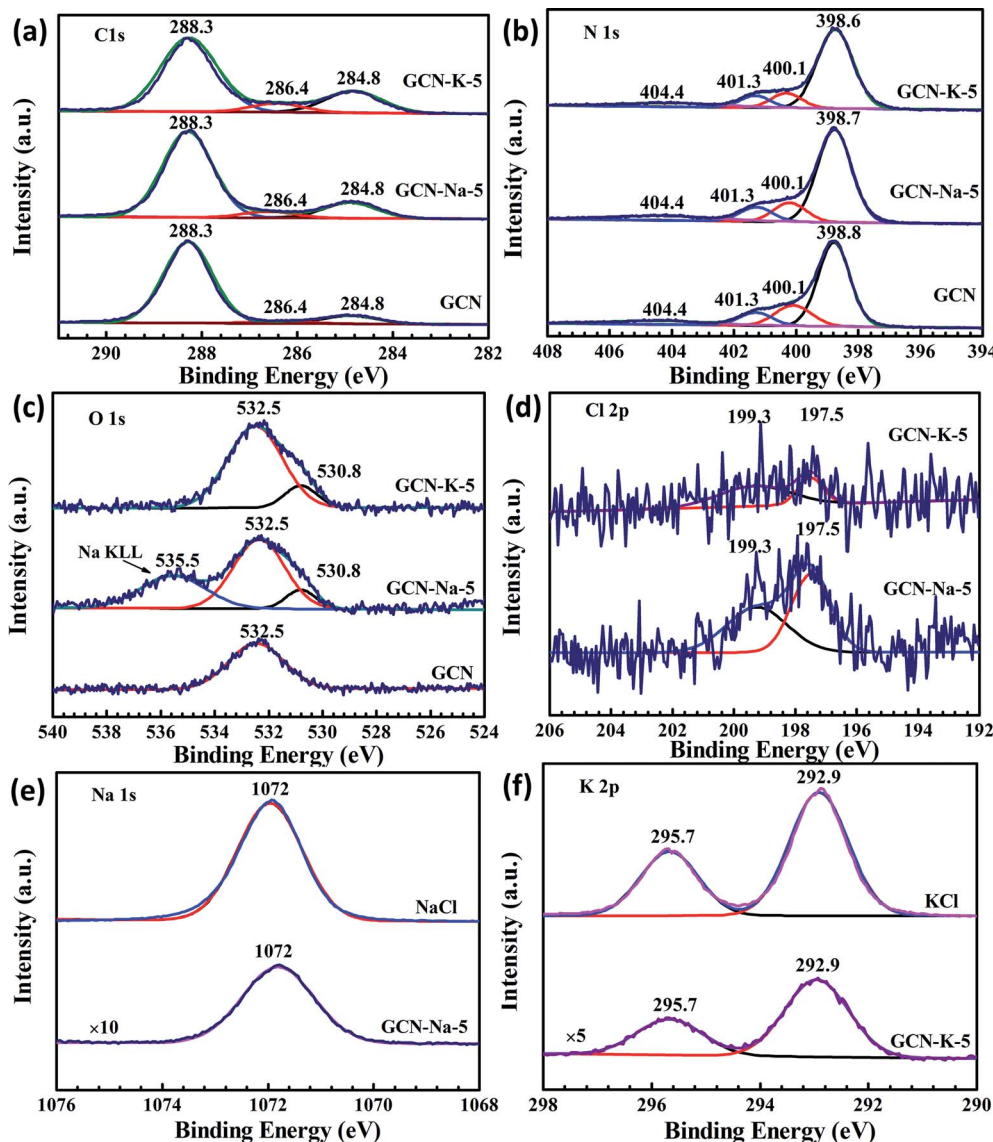 (a)
C1s
288.3
286.4
284.8
GCN-K-5
288.3
286.4
284.8
GCN-Na-5
288.3
286.4
284.8
GCN
Intensity (a.u.)
290 288 286 284 282
Binding Energy (eV)
(b)
N 1s
398.6
404.4
401.3
400.1
GCN-K-5
398.7
404.4
401.3
400.1
GCN-Na-5
398.8
404.4
401.3
400.1
GCN
Intensity (a.u.)
408 406 404 402 400 398 396 394
Binding Energy (eV)
(c)
O 1s
532.5
530.8
GCN-K-5
Na KLL
535.5
532.5
530.8
GCN-Na-5
532.5
GCN
Intensity (a.u.)
540 538 536 534 532 530 528 526 524
Binding Energy (eV)
(d)
Cl 2p
199.3
197.5
GCN-K-5
199.3
197.5
GCN-Na-5
Intensity (a.u.)
206 204 202 200 198 196 194 192
Binding Energy (eV)
(e)
Na 1s
1072
NaCl
1072
×10
GCN-Na-5
Intensity (a.u.)
1076 1074 1072 1070 1068
Binding Energy (eV)
(f)
K 2p
295.7
292.9
KCl
295.7
292.9
×5
GCN-K-5
Intensity (a.u.)
298 296 294 292 290
Binding Energy (eV)